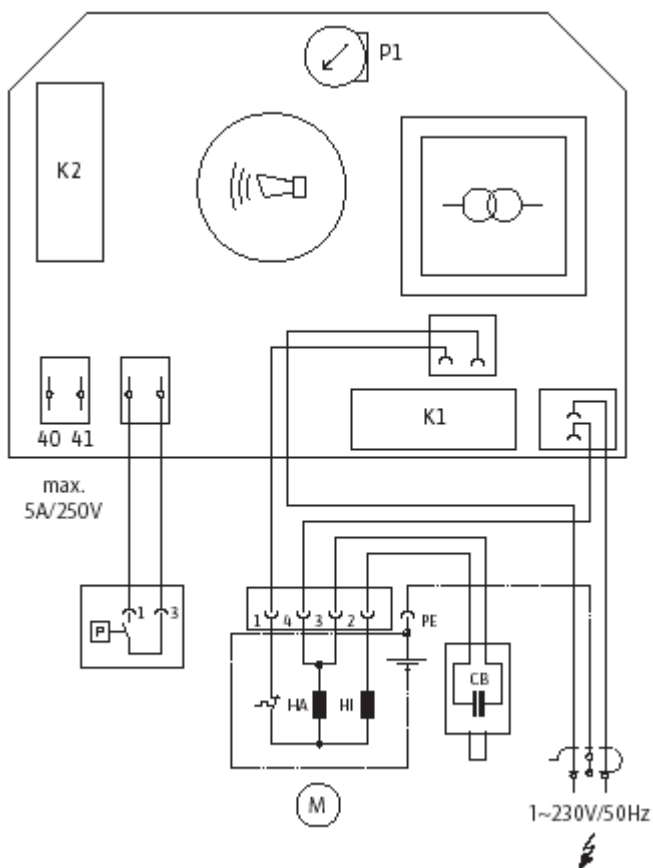 P1
K2
K1
40 41
max.
5A/250V
P
1
3
1 4 3 2
PE
HA
HI
CB
M
1~230V/50Hz